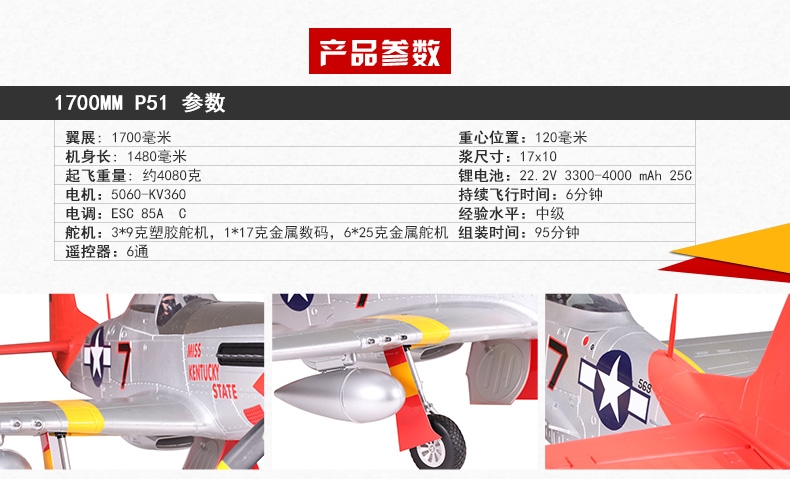 产品参数
1700MM P51 参数
翼展: 1700毫米
重心位置: 120毫米
机身长: 1480毫米
浆尺寸: 17x10
起飞重量: 约4080克
锂电池: 22.2V 3300-4000 mAh 25C
电机: 5060-KV360
持续飞行时间: 6分钟
电调: ESC 85A C
经验水平: 中级
舵机: 3*9克塑胶舵机, 1*17克金属数码, 6*25克金属舵机
组装时间: 95分钟
遥控器: 6通
7
MISS
KENTUCKY
STATE
7
7
569